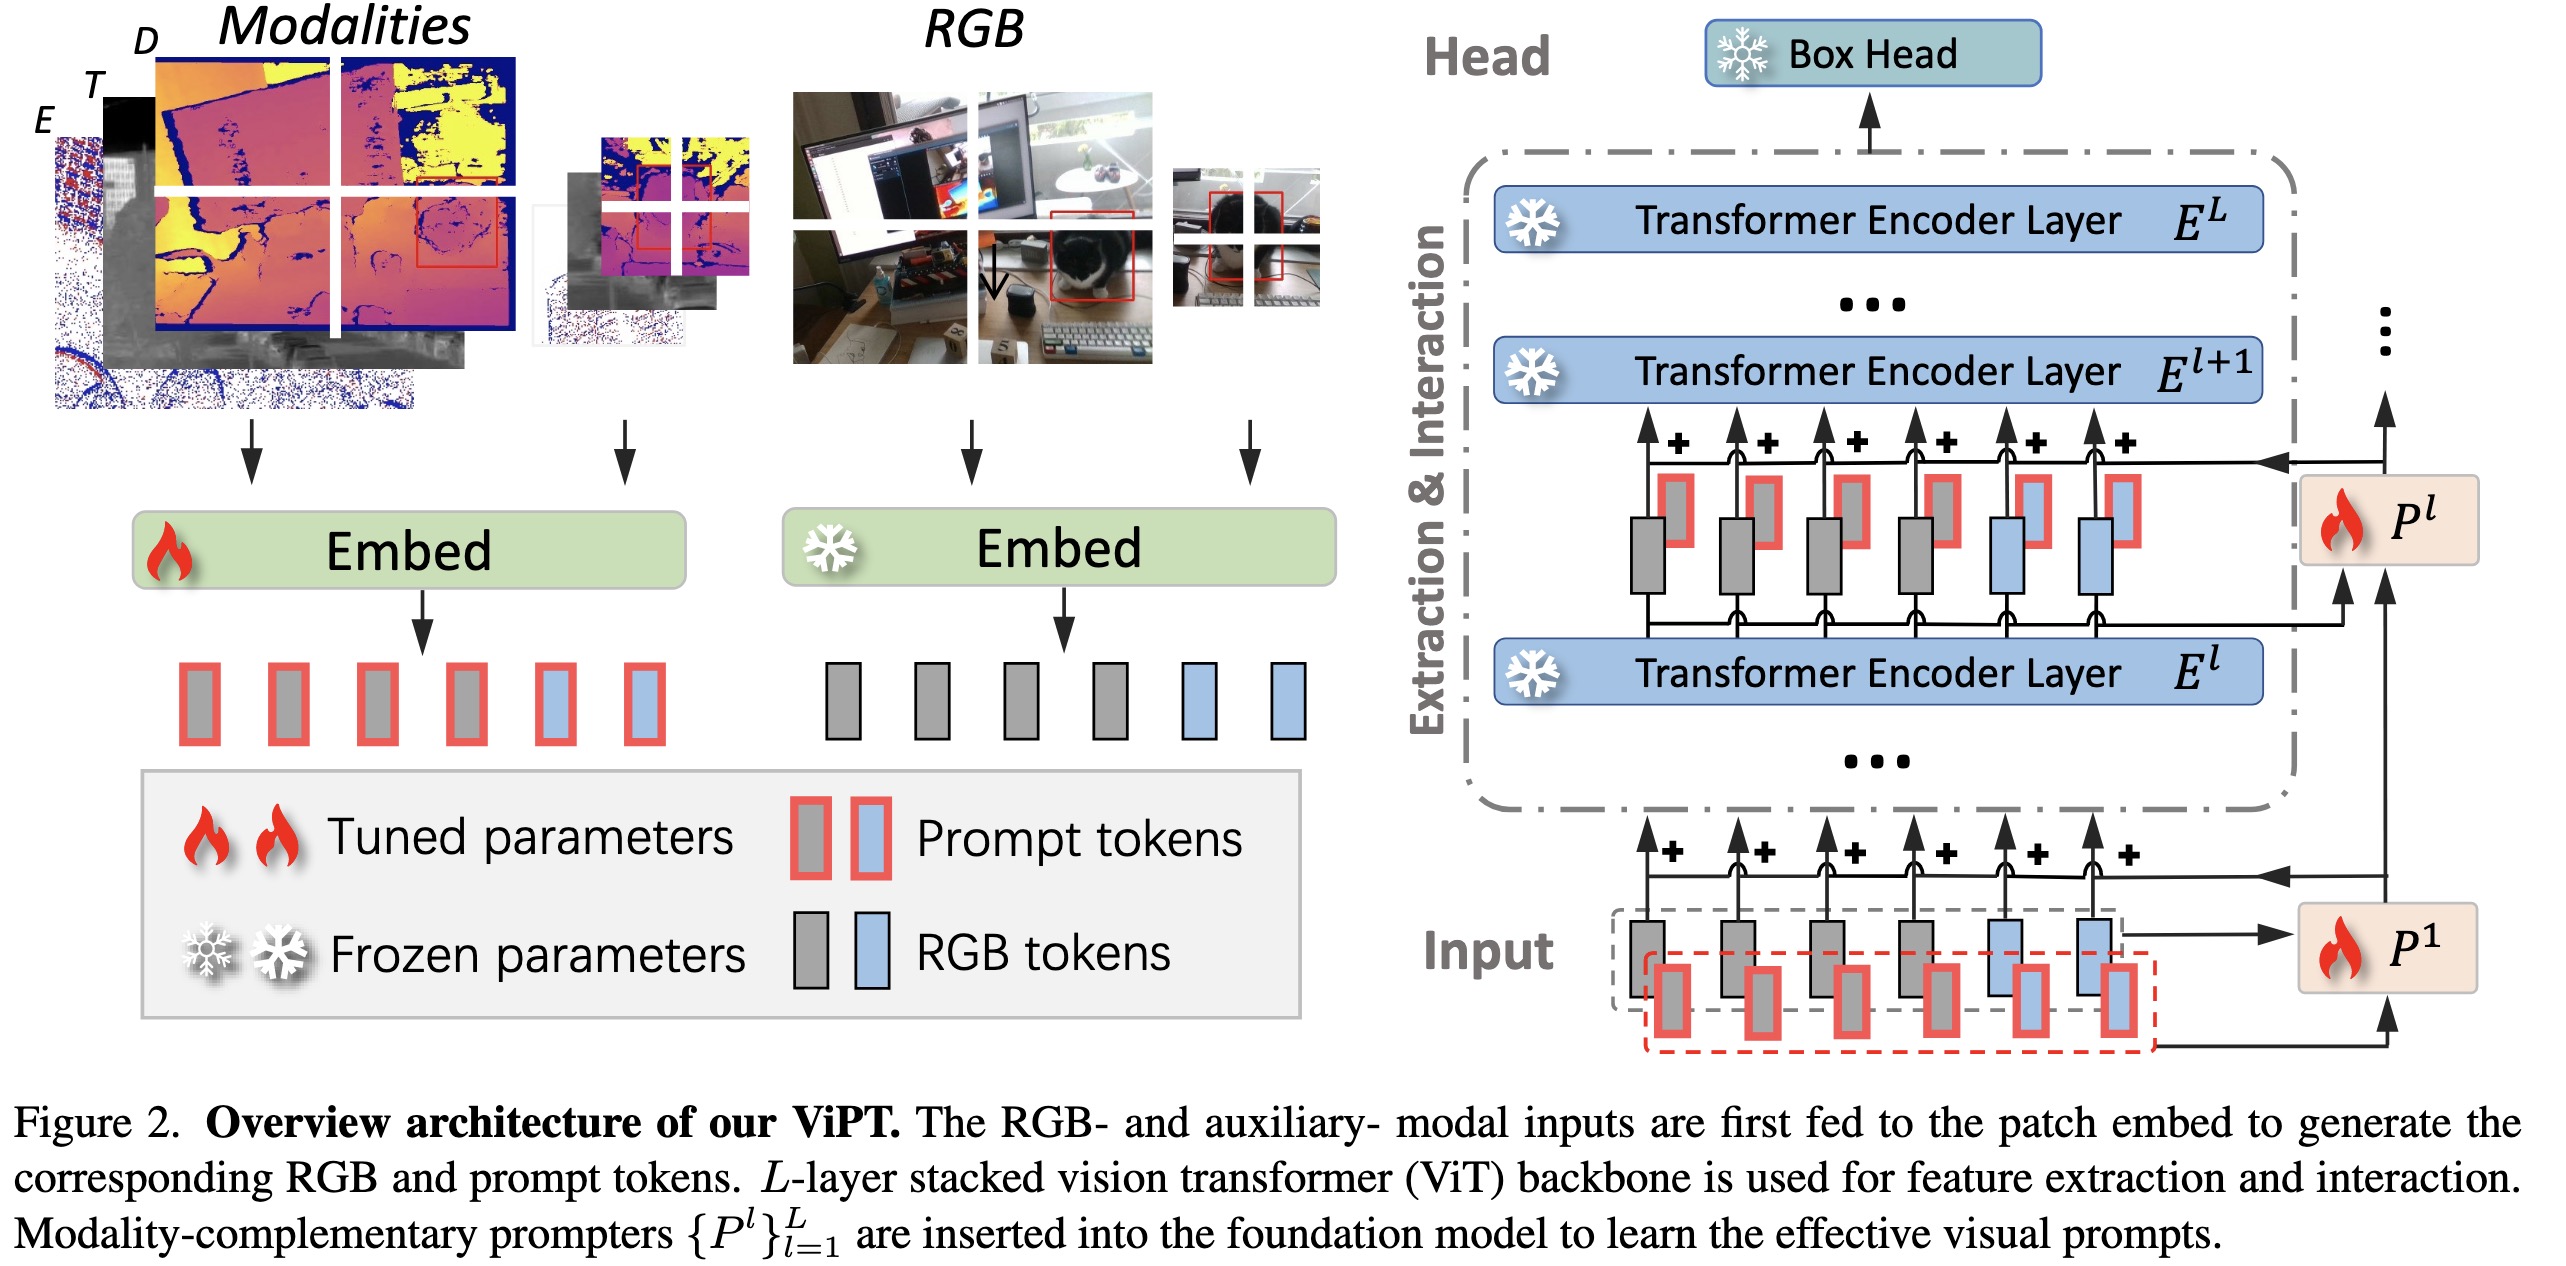 Modalities
D
T
E
RGB
Embed
Embed
Tuned parameters
Prompt tokens
Frozen parameters
RGB tokens
Head
Box Head
Extraction & Interaction
Transformer Encoder Layer E^L
...
Transformer Encoder Layer E^{l+1}
+ + + + + +
P^l
Transformer Encoder Layer E^l
...
+ + + + + +
Input
P^1
Figure 2. Overview architecture of our ViPT. The RGB- and auxiliary- modal inputs are first fed to the patch embed to generate the
corresponding RGB and prompt tokens. L-layer stacked vision transformer (ViT) backbone is used for feature extraction and interaction.
Modality-complementary prompters {P^l}_{l=1}^L are inserted into the foundation model to learn the effective visual prompts.